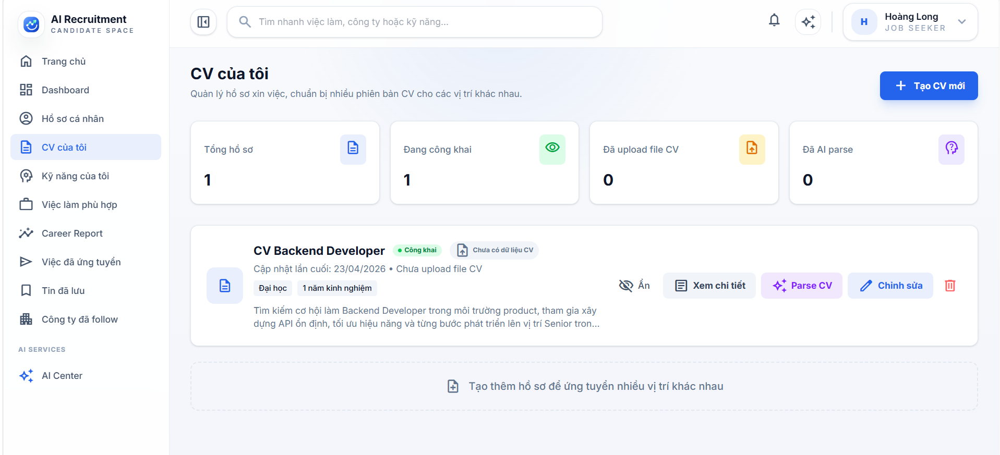 AI Recruitment
CANDIDATE SPACE
Tìm nhanh việc làm, công ty hoặc kỹ năng...
H
Hoàng Long
JOB SEEKER
Trang chủ
Dashboard
Hồ sơ cá nhân
CV của tôi
Kỹ năng của tôi
Việc làm phù hợp
Career Report
Việc đã ứng tuyển
Tin đã lưu
Công ty đã follow
AI SERVICES
AI Center
CV của tôi
Quản lý hồ sơ xin việc, chuẩn bị nhiều phiên bản CV cho các vị trí khác nhau.
Tạo CV mới
Tổng hồ sơ
1
Đang công khai
1
Đã upload file CV
0
Đã AI parse
0
CV Backend Developer
Công khai
Chưa có dữ liệu CV
Cập nhật lần cuối: 23/04/2026 • Chưa upload file CV
Đại học
1 năm kinh nghiệm
Tìm kiếm cơ hội làm Backend Developer trong môi trường product, tham gia xây
dựng API ổn định, tối ưu hiệu năng và từng bước phát triển lên vị trí Senior tron...
Ẩn
Xem chi tiết
Parse CV
Chỉnh sửa
Tạo thêm hồ sơ để ứng tuyển nhiều vị trí khác nhau